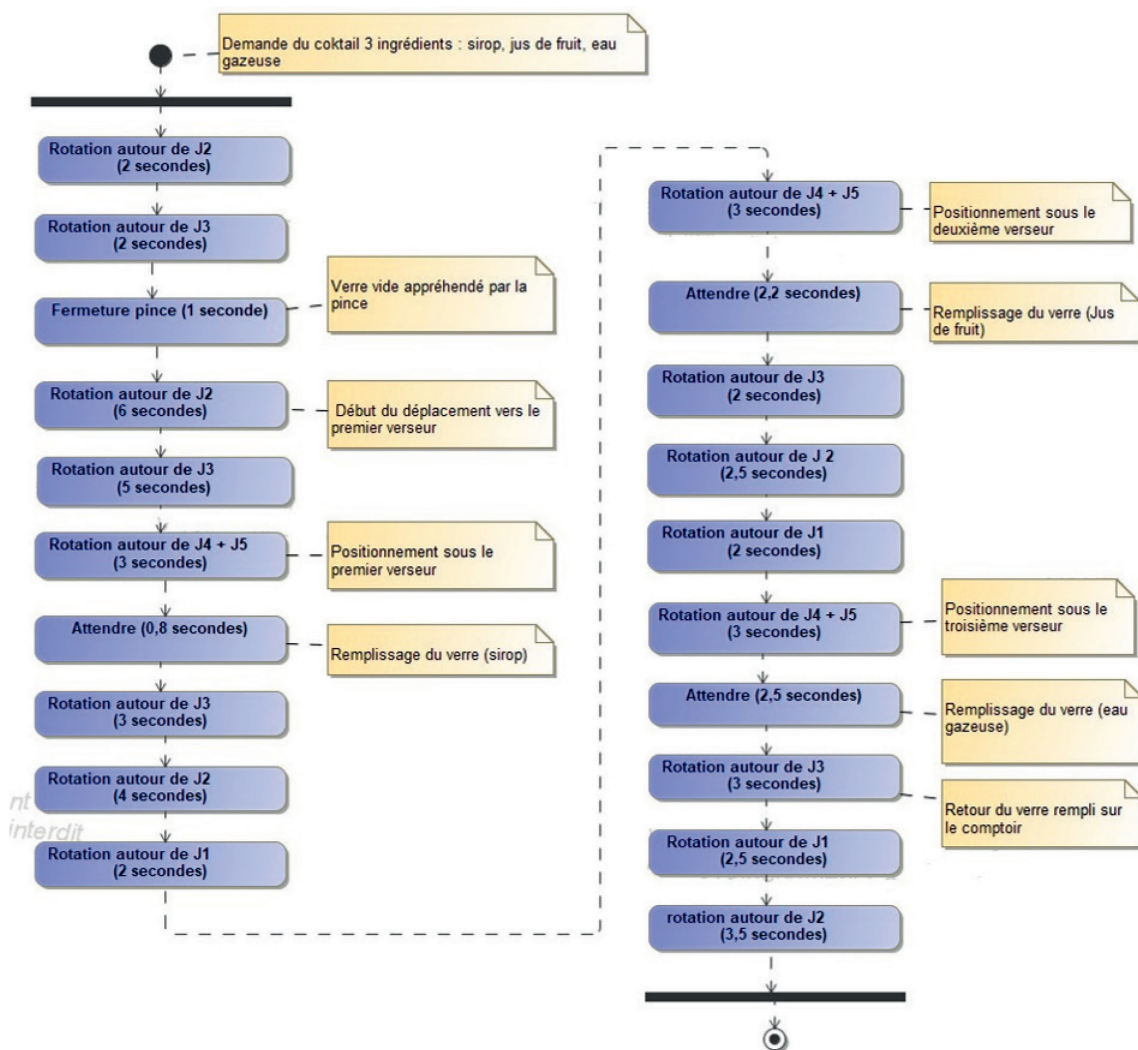 Demande du coktail 3 ingrédients : sirop, jus de fruit, eau
gazeuse
Rotation autour de J2
(2 secondes)
Rotation autour de J3
(2 secondes)
Fermeture pince (1 seconde)
Verre vide appréhendé par la
pince
Rotation autour de J2
(6 secondes)
Début du déplacement vers le
premier verseur
Rotation autour de J3
(5 secondes)
Rotation autour de J4 + J5
(3 secondes)
Positionnement sous le
premier verseur
Attendre (0,8 secondes)
Remplissage du verre (sirop)
Rotation autour de J3
(3 secondes)
Rotation autour de J2
(4 secondes)
nt
interdit
Rotation autour de J1
(2 secondes)
Rotation autour de J4 + J5
(3 secondes)
Positionnement sous le
deuxième verseur
Attendre (2,2 secondes)
Remplissage du verre (Jus
de fruit)
Rotation autour de J3
(2 secondes)
Rotation autour de J 2
(2,5 secondes)
Rotation autour de J1
(2 secondes)
Rotation autour de J4 + J5
(3 secondes)
Positionnement sous le
troisième verseur
Attendre (2,5 secondes)
Remplissage du verre (eau
gazeuse)
Rotation autour de J3
(3 secondes)
Retour du verre rempli sur
le comptoir
Rotation autour de J1
(2,5 secondes)
rotation autour de J2
(3,5 secondes)